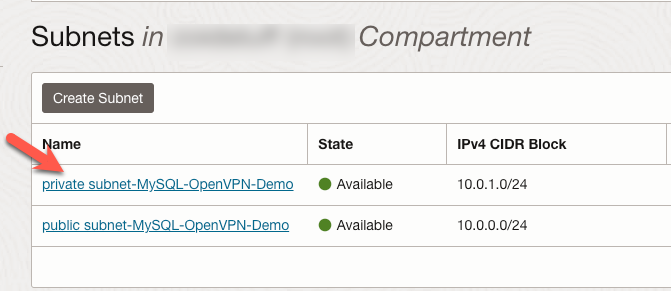 Subnets in Compartment
Create Subnet
Name State IPv4 CIDR Block
private subnet-MySQL-OpenVPN-Demo Available 10.0.1.0/24
public subnet-MySQL-OpenVPN-Demo Available 10.0.0.0/24